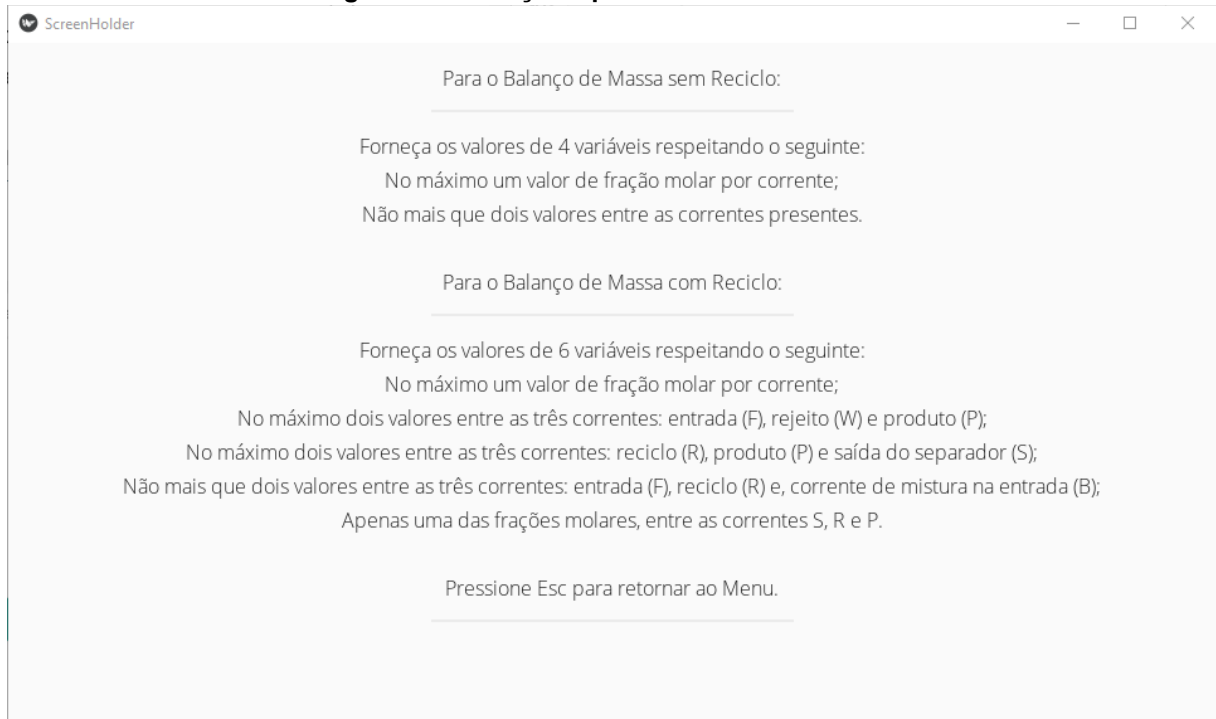 ScreenHolder
Para o Balanço de Massa sem Reciclo:
Forneça os valores de 4 variáveis respeitando o seguinte:
No máximo um valor de fração molar por corrente;
Não mais que dois valores entre as correntes presentes.
Para o Balanço de Massa com Reciclo:
Forneça os valores de 6 variáveis respeitando o seguinte:
No máximo um valor de fração molar por corrente;
No máximo dois valores entre as três correntes: entrada (F), rejeito (W) e produto (P);
No máximo dois valores entre as três correntes: reciclo (R), produto (P) e saída do separador (S);
Não mais que dois valores entre as três correntes: entrada (F), reciclo (R) e, corrente de mistura na entrada (B);
Apenas uma das frações molares, entre as correntes S, R e P.
Pressione Esc para retornar ao Menu.